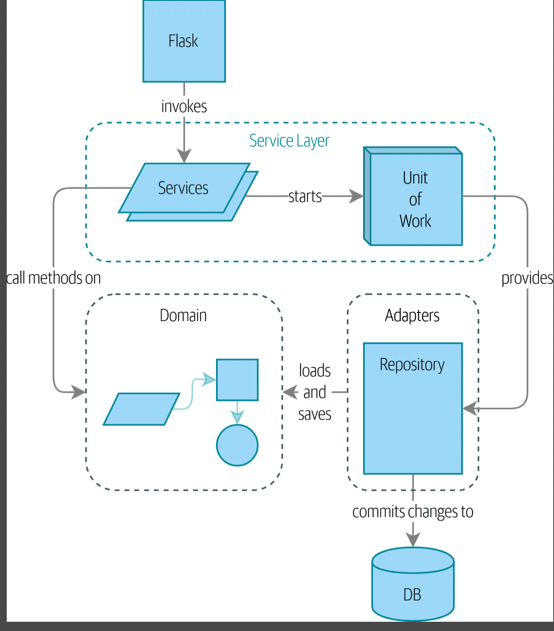 Flask
invokes
Service Layer
Services
starts
Unit
of
Work
call methods on
provides
Domain
Adapters
loads
and
saves
Repository
commits changes to
DB